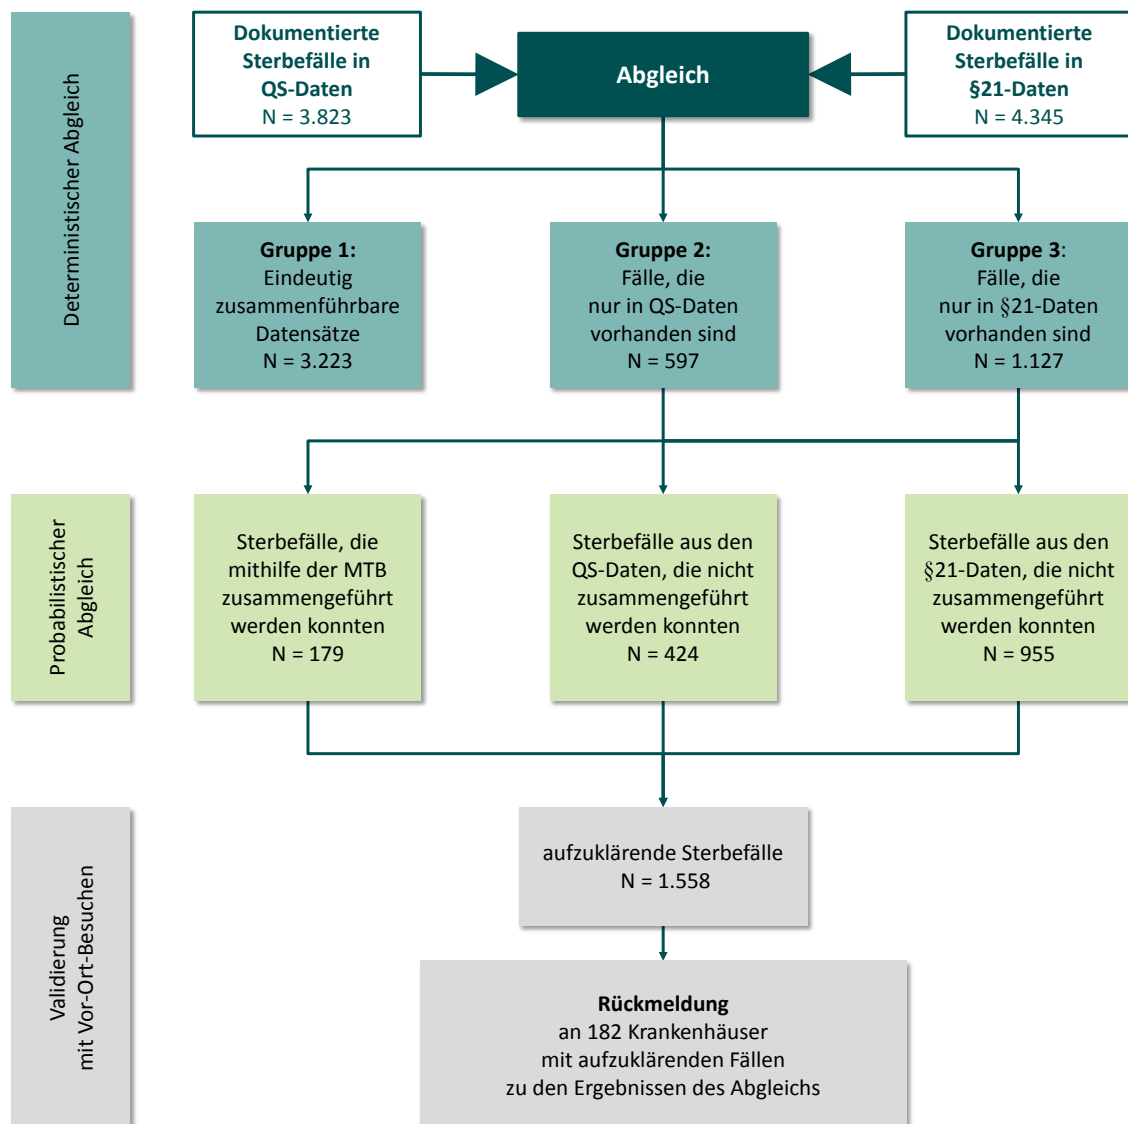 Deterministischer Abgleich
Dokumentierte
Sterbefälle in
QS-Daten
N = 3.823
Abgleich
Dokumentierte
Sterbefälle in
§21-Daten
N = 4.345
Gruppe 1:
Eindeutig
zusammenführbare
Datensätze
N = 3.223
Gruppe 2:
Fälle, die
nur in QS-Daten
vorhanden sind
N = 597
Gruppe 3:
Fälle, die
nur in §21-Daten
vorhanden sind
N = 1.127
Probabilistischer
Abgleich
Sterbefälle, die
mithilfe der MTB
zusammengeführt
werden konnten
N = 179
Sterbefälle aus den
QS-Daten, die nicht
zusammengeführt
werden konnten
N = 424
Sterbefälle aus den
§21-Daten, die nicht
zusammengeführt
werden konnten
N = 955
Validierung
mit Vor-Ort-Besuchen
aufzuklärende Sterbefälle
N = 1.558
Rückmeldung
an 182 Krankenhäuser
mit aufzuklärenden Fällen
zu den Ergebnissen des Abgleichs